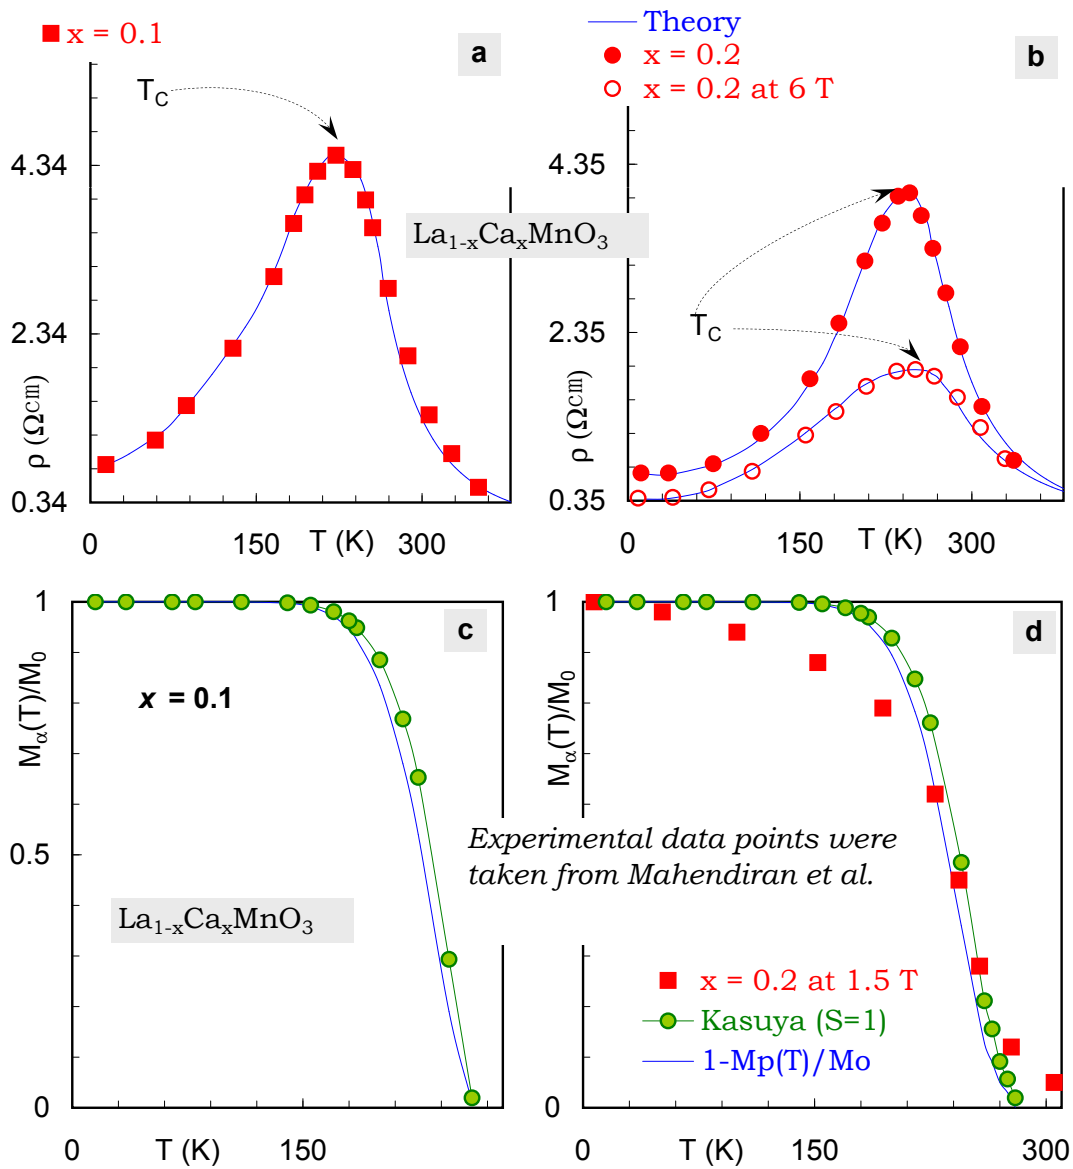 x = 0.1
a
T_C
4.34
2.34
0.34
ρ (Ωcm)
0
150
T (K)
300
Theory
x = 0.2
x = 0.2 at 6 T
b
4.35
2.35
0.35
ρ (Ωcm)
T_C
0
150
T (K)
300
La₁₋ₓCaₓMnO₃
1
0.5
0
M_α(T)/M₀
c
x = 0.1
La₁₋ₓCaₓMnO₃
0
T (K)
150
1
0
M_α(T)/M₀
d
Experimental data points were
taken from Mahendiran et al.
x = 0.2 at 1.5 T
Kasuya (S=1)
1-Mp(T)/Mo
0
T (K)
150
300